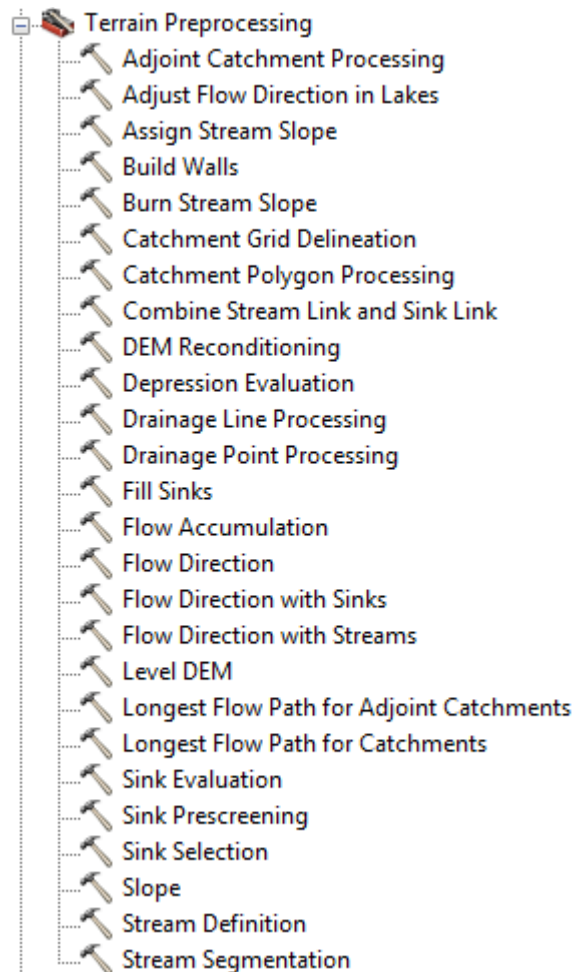 Terrain Preprocessing
Adjoint Catchment Processing
Adjust Flow Direction in Lakes
Assign Stream Slope
Build Walls
Burn Stream Slope
Catchment Grid Delineation
Catchment Polygon Processing
Combine Stream Link and Sink Link
DEM Reconditioning
Depression Evaluation
Drainage Line Processing
Drainage Point Processing
Fill Sinks
Flow Accumulation
Flow Direction
Flow Direction with Sinks
Flow Direction with Streams
Level DEM
Longest Flow Path for Adjoint Catchments
Longest Flow Path for Catchments
Sink Evaluation
Sink Prescreening
Sink Selection
Slope
Stream Definition
Stream Segmentation